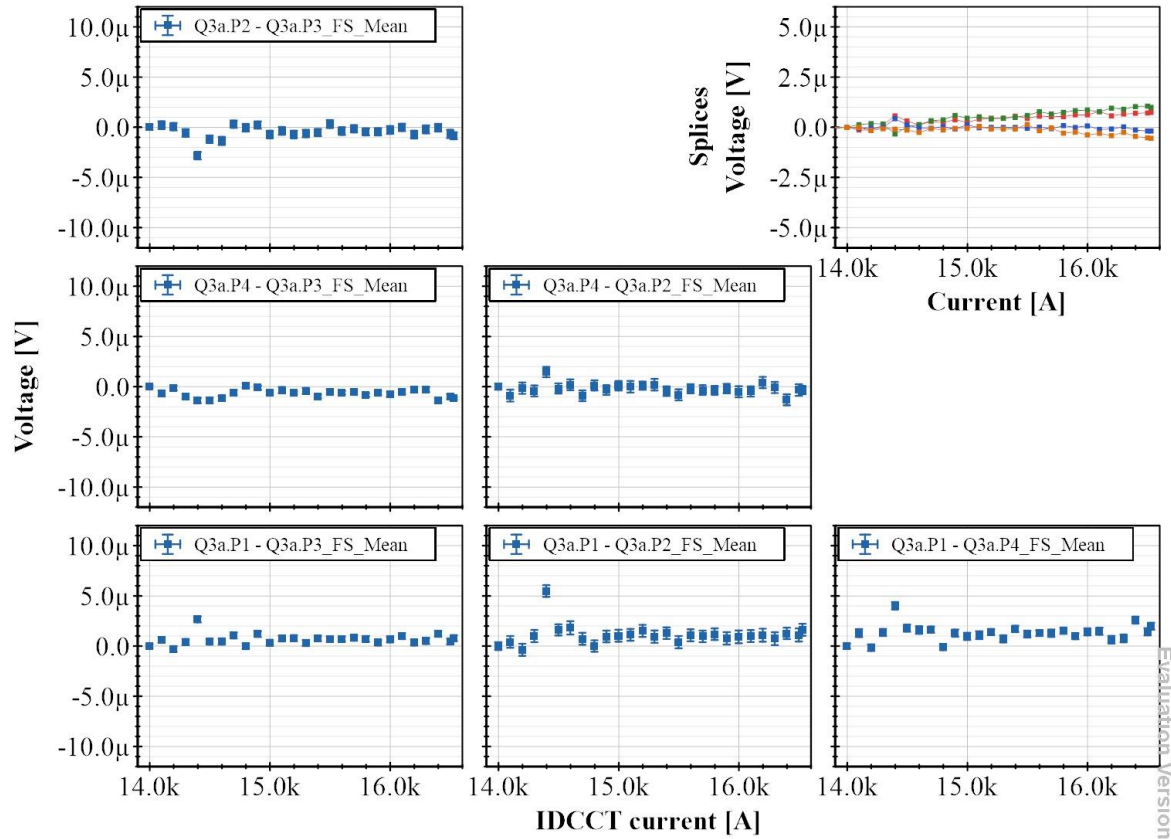 Q3a.P2 - Q3a.P3_FS_Mean
10.0µ
5.0µ
0.0
-5.0µ
-10.0µ
Splices
Voltage [V]
5.0µ
2.5µ
0.0
-2.5µ
-5.0µ
14.0k 15.0k 16.0k
Current [A]
Voltage [V]
Q3a.P4 - Q3a.P3_FS_Mean
10.0µ
5.0µ
0.0
-5.0µ
-10.0µ
Q3a.P4 - Q3a.P2_FS_Mean
Q3a.P1 - Q3a.P3_FS_Mean
10.0µ
5.0µ
0.0
-5.0µ
-10.0µ
14.0k 15.0k 16.0k
Q3a.P1 - Q3a.P2_FS_Mean
14.0k 15.0k 16.0k
Q3a.P1 - Q3a.P4_FS_Mean
14.0k 15.0k 16.0k
IDCCT current [A]
Evaluation Version